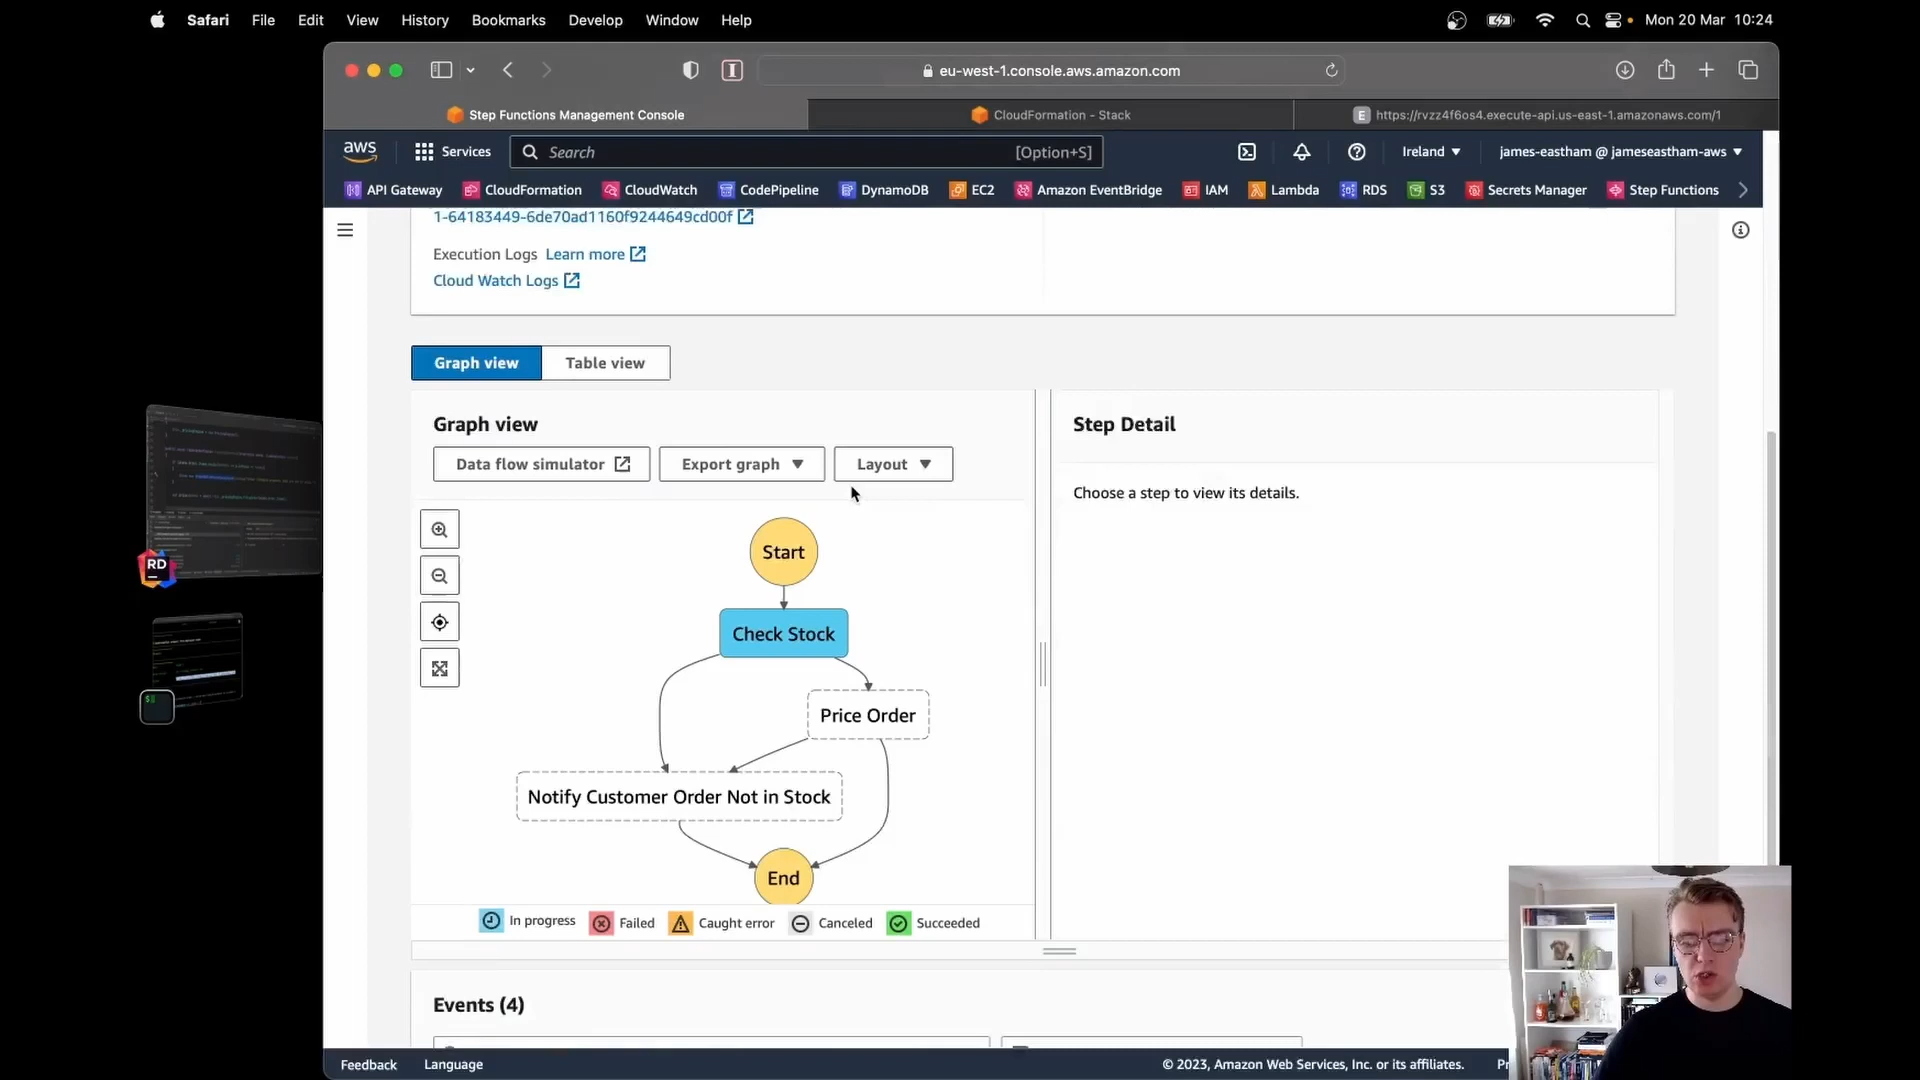 Safari File Edit View History Bookmarks Develop Window Help Mon 20 Mar 10:24
eu-west-1.console.aws.amazon.com
Step Functions Management Console
CloudFormation - Stack
E https://rvzz4f6os4.execute-api.us-east-1.amazonaws.com/1
aws Services Search [Option+S] Ireland james-eastham @ jameseastham-aws
API Gateway CloudFormation CloudWatch CodePipeline DynamoDB EC2 Amazon EventBridge IAM Lambda RDS S3 Secrets Manager Step Functions
1-64183449-6de70ad1160f9244649cd00f
Execution Logs Learn more
Cloud Watch Logs
Graph view Table view
Graph view
Data flow simulator Export graph Layout
Step Detail
Choose a step to view its details.
Start
Check Stock
Price Order
Notify Customer Order Not in Stock
End
In progress Failed Caught error Canceled Succeeded
Events (4)
RD
Feedback Language © 2023, Amazon Web Services, Inc. or its affiliates.